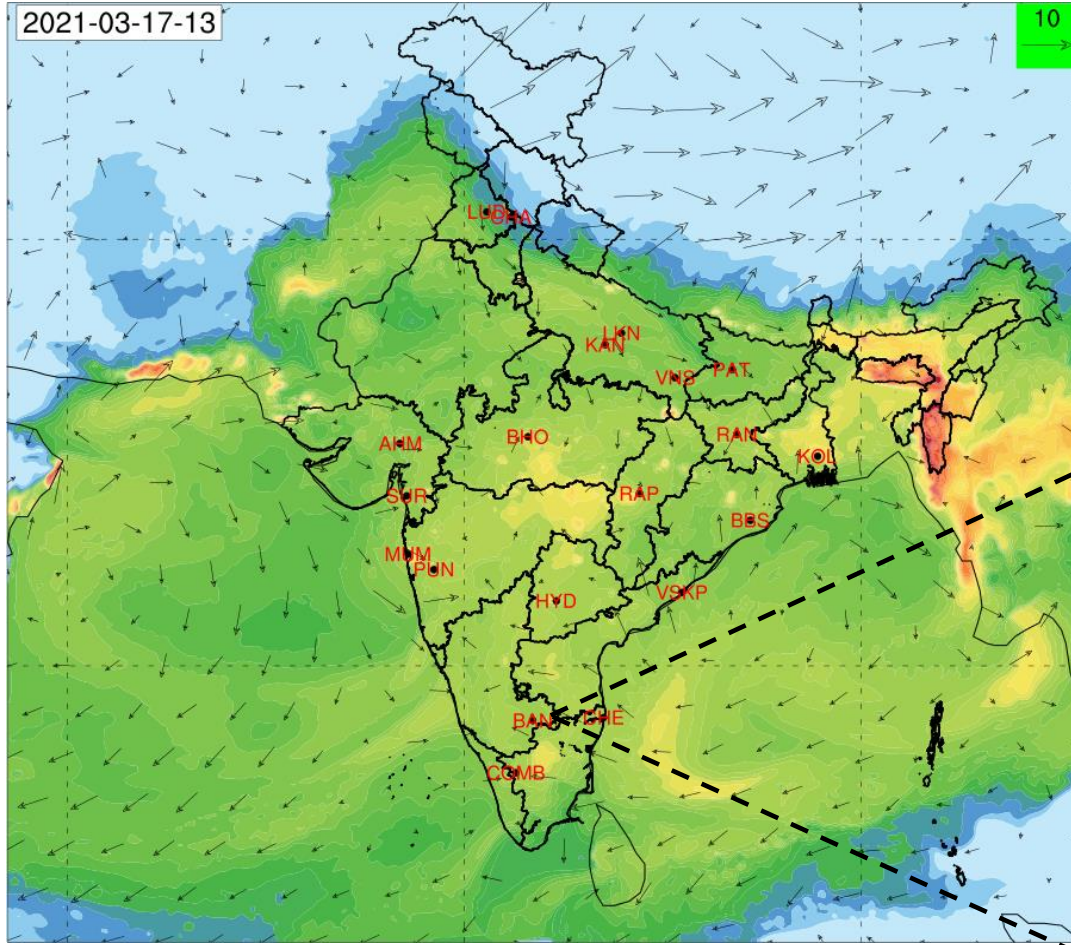 2021-03-17-13
10
LUD
CHA
LKN
KAN
VNS
PAT
AHM
BHO
RAN
KOL
SUR
RAP
BBS
MUM
PUN
HYD
VSKP
BAN
CHE
COMB